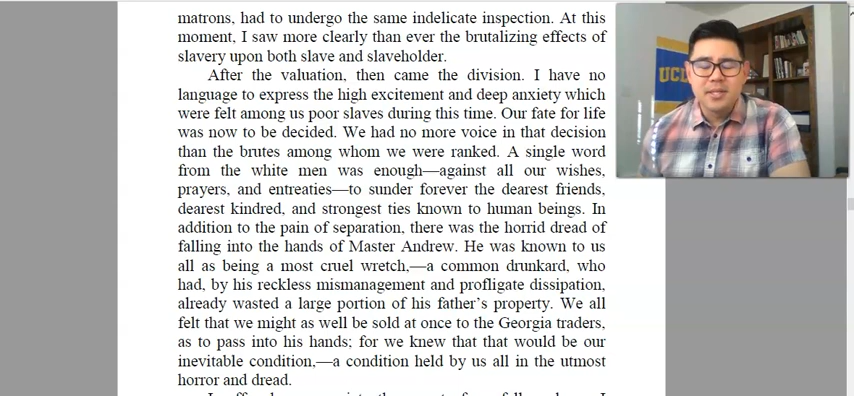 matrons, had to undergo the same indelicate inspection. At this
moment, I saw more clearly than ever the brutalizing effects of
slavery upon both slave and slaveholder.
After the valuation, then came the division. I have no
language to express the high excitement and deep anxiety which
were felt among us poor slaves during this time. Our fate for life
was now to be decided. We had no more voice in that decision
than the brutes among whom we were ranked. A single word
from the white men was enough—against all our wishes,
prayers, and entreaties—to sunder forever the dearest friends,
dearest kindred, and strongest ties known to human beings. In
addition to the pain of separation, there was the horrid dread of
falling into the hands of Master Andrew. He was known to us
all as being a most cruel wretch,—a common drunkard, who
had, by his reckless mismanagement and profligate dissipation,
already wasted a large portion of his father's property. We all
felt that we might as well be sold at once to the Georgia traders,
as to pass into his hands; for we knew that that would be our
inevitable condition,—a condition held by us all in the utmost
horror and dread.
UCL